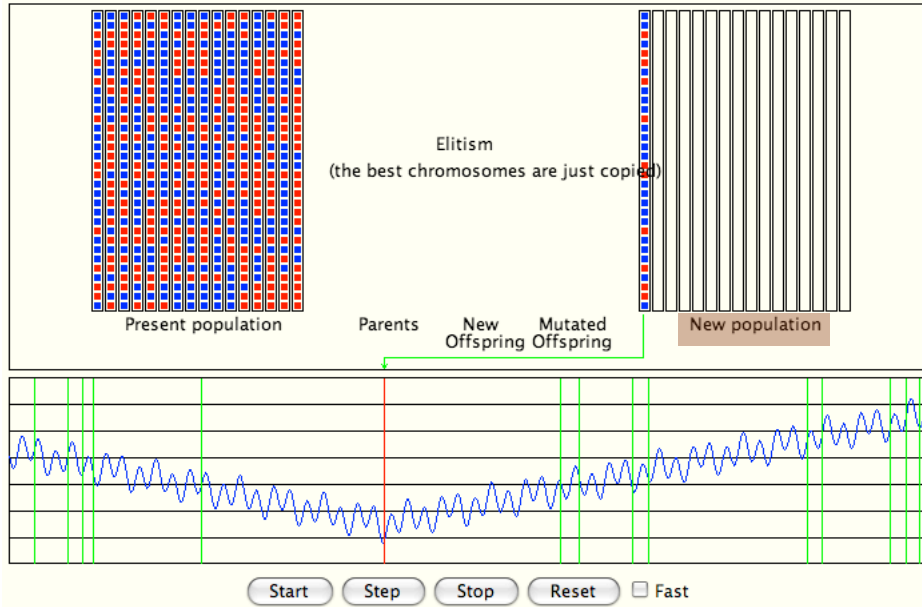 Elitism
(the best chromosomes are just copied)
Present population
Parents
New
Offspring
Mutated
Offspring
New population
Start
Step
Stop
Reset
Fast